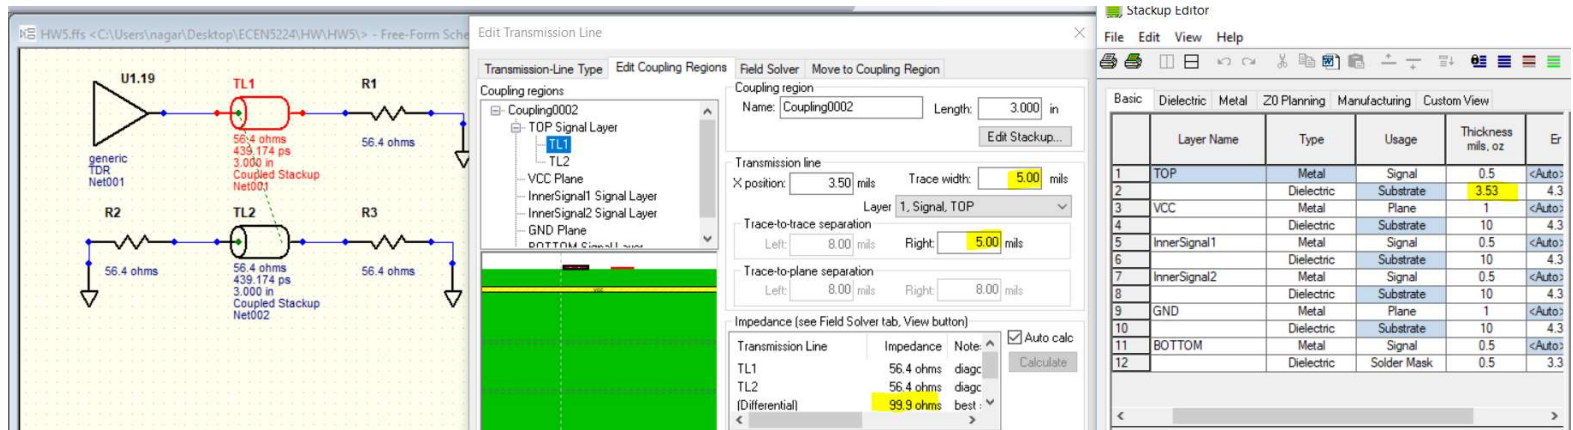 HW5.ffs <C:\Users\nagar\Desktop\ECEN5224\HW\HW5\> - Free-Form Sche
U1.19
TL1
R1
56.4 ohms
439.174 ps
3.000 in
Coupled Stackup
Net001
56.4 ohms
generic
TDR
Net001
R2
TL2
R3
56.4 ohms
56.4 ohms
439.174 ps
3.000 in
Coupled Stackup
Net002
56.4 ohms
Edit Transmission Line
Transmission-Line Type Edit Coupling Regions Field Solver Move to Coupling Region
Coupling regions
Coupling0002
TOP Signal Layer
TL1
TL2
VCC Plane
InnerSignal1 Signal Layer
InnerSignal2 Signal Layer
GND Plane
BOTTOM Signal Layer
Coupling region
Name: Coupling0002 Length: 3.000 in
Edit Stackup...
Transmission line
X position: 3.50 mils Trace width: 5.00 mils
Layer 1, Signal, TOP
Trace-to-trace separation
Left: 8.00 mils Right: 5.00 mils
Trace-to-plane separation
Left: 8.00 mils Right: 8.00 mils
Impedance (see Field Solver tab, View button)
Auto calc
Calculate
Transmission Line Impedance Note:
TL1 56.4 ohms diagc
TL2 56.4 ohms diagc
(Differential) 99.9 ohms best :
Stackup Editor
File Edit View Help
Basic Dielectric Metal Z0 Planning Manufacturing Custom View
Layer Name Type Usage Thickness mils, oz Er
1 TOP Metal Signal 0.5 <Auto>
2 Dielectric Substrate 3.53 4.3
3 VCC Metal Plane 1 <Auto>
4 Dielectric Substrate 10 4.3
5 InnerSignal1 Metal Signal 0.5 <Auto>
6 Dielectric Substrate 10 4.3
7 InnerSignal2 Metal Signal 0.5 <Auto>
8 Dielectric Substrate 10 4.3
9 GND Metal Plane 1 <Auto>
10 Dielectric Substrate 10 4.3
11 BOTTOM Metal Signal 0.5 <Auto>
12 Dielectric Solder Mask 0.5 3.3